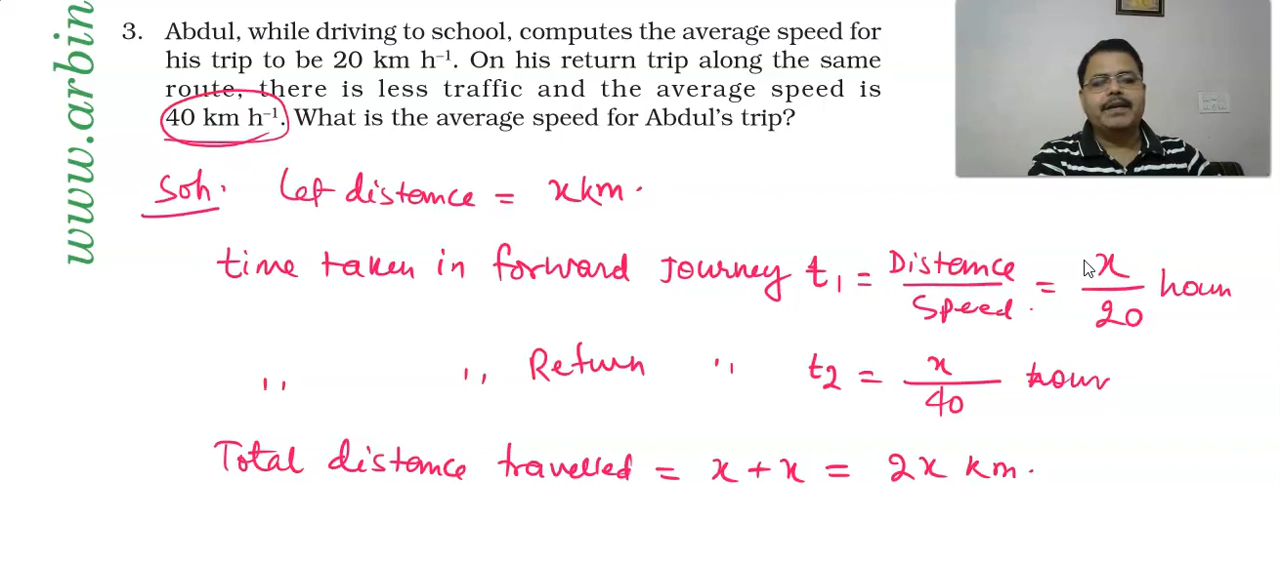 www.arbin
3. Abdul, while driving to school, computes the average speed for
his trip to be 20 km h⁻¹. On his return trip along the same
route, there is less traffic and the average speed is
40 km h⁻¹. What is the average speed for Abdul's trip?
Soln. Let distance = x km.
time taken in forward Journey t₁ = Distance/Speed = x/20 hour
,, ,, Return ,, t₂ = x/40 hour
Total distance travelled = x + x = 2x km.